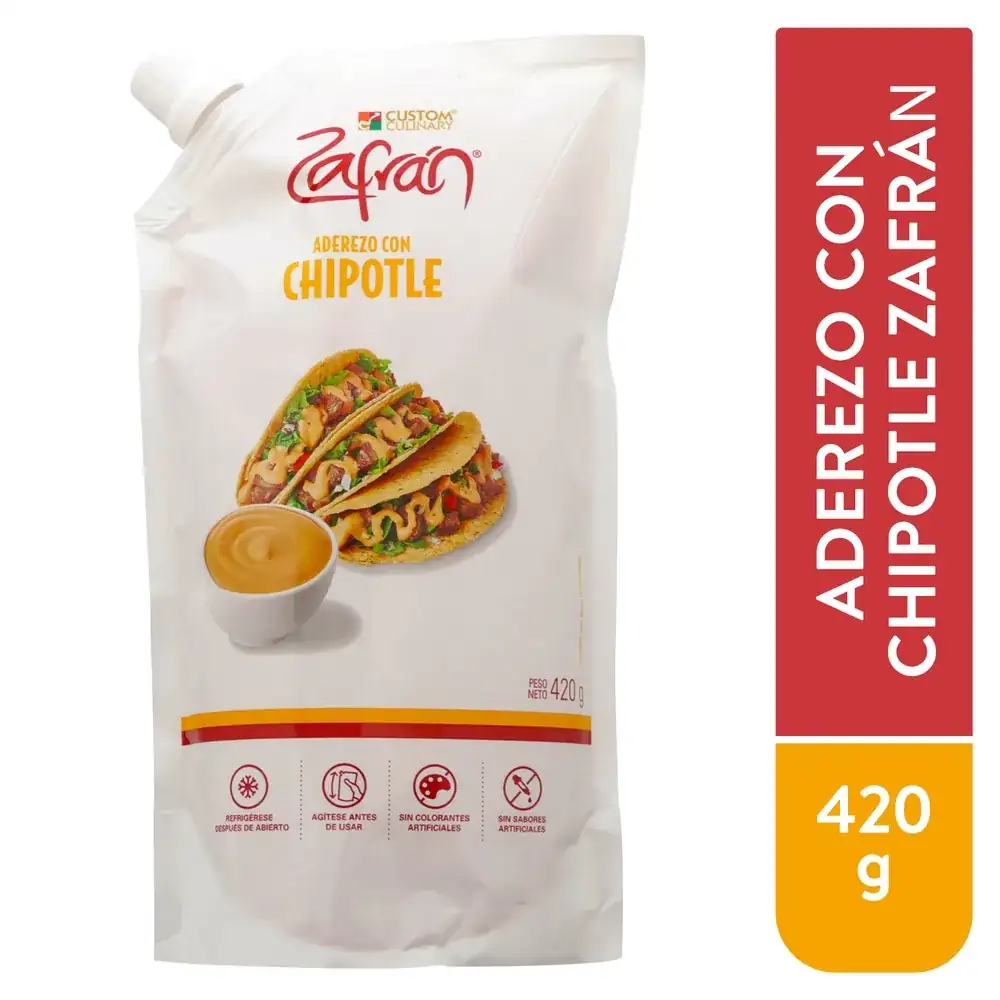 CUSTOM®
CULINARY
Zafrán®
ADEREZO CON
CHIPOTLE
PESO
NETO 420 g
REFRIGÉRESE
DESPUÉS DE ABIERTO
AGÍTESE ANTES
DE USAR
SIN COLORANTES
ARTIFICIALES
SIN SABORES
ARTIFICIALES
ADEREZO CON
CHIPOTLE ZAFRÁN
420
g